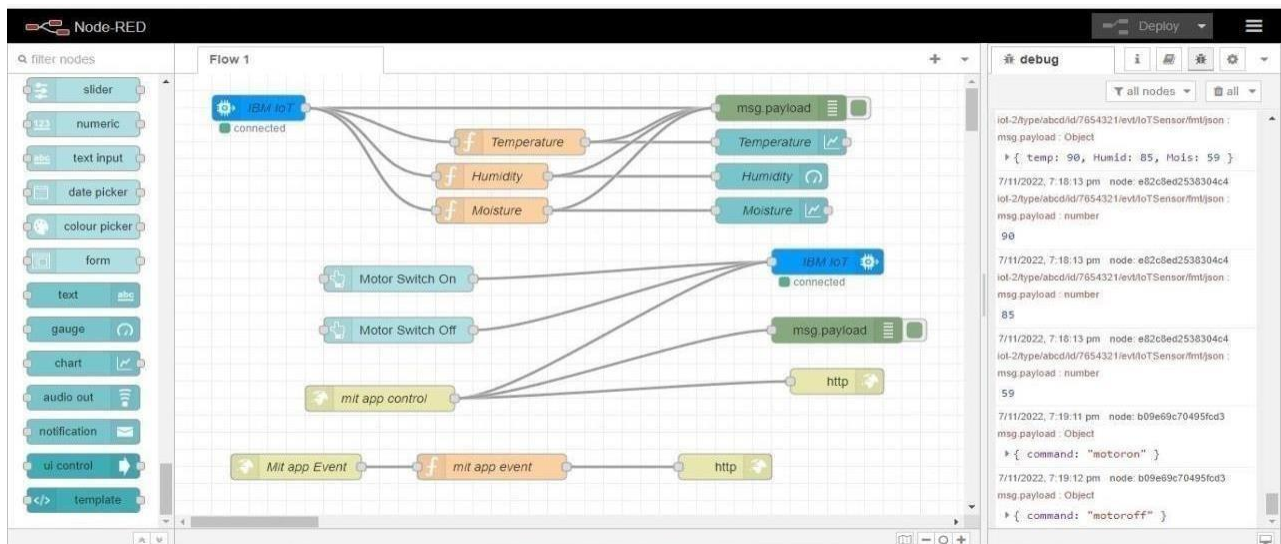 Node-RED
Deploy
filter nodes
slider
numeric
text input
date picker
colour picker
form
text
gauge
chart
audio out
notification
ui control
template
Flow 1
IBM IoT
connected
Temperature
Humidity
Moisture
msg.payload
Temperature
Humidity
Moisture
Motor Switch On
Motor Switch Off
mit app control
IBM IoT
connected
msg.payload
http
Mit app Event
mit app event
http
debug
all nodes
all
iot-2/type/abcd/id/7654321/evt/IoTSensor/fmt/json :
msg.payload : Object
{ temp: 90, Humid: 85, Mois: 59 }
7/11/2022, 7:18:13 pm node: e82c8ed2538304c4
iot-2/type/abcd/id/7654321/evt/IoTSensor/fmt/json :
msg.payload : number
90
7/11/2022, 7:18:13 pm node: e82c8ed2538304c4
iot-2/type/abcd/id/7654321/evt/IoTSensor/fmt/json :
msg.payload : number
85
7/11/2022, 7:18:13 pm node: e82c8ed2538304c4
iot-2/type/abcd/id/7654321/evt/IoTSensor/fmt/json :
msg.payload : number
59
7/11/2022, 7:19:11 pm node: b09e69c70495fcd3
msg.payload : Object
{ command: "motoron" }
7/11/2022, 7:19:12 pm node: b09e69c70495fcd3
msg.payload : Object
{ command: "motoroff" }